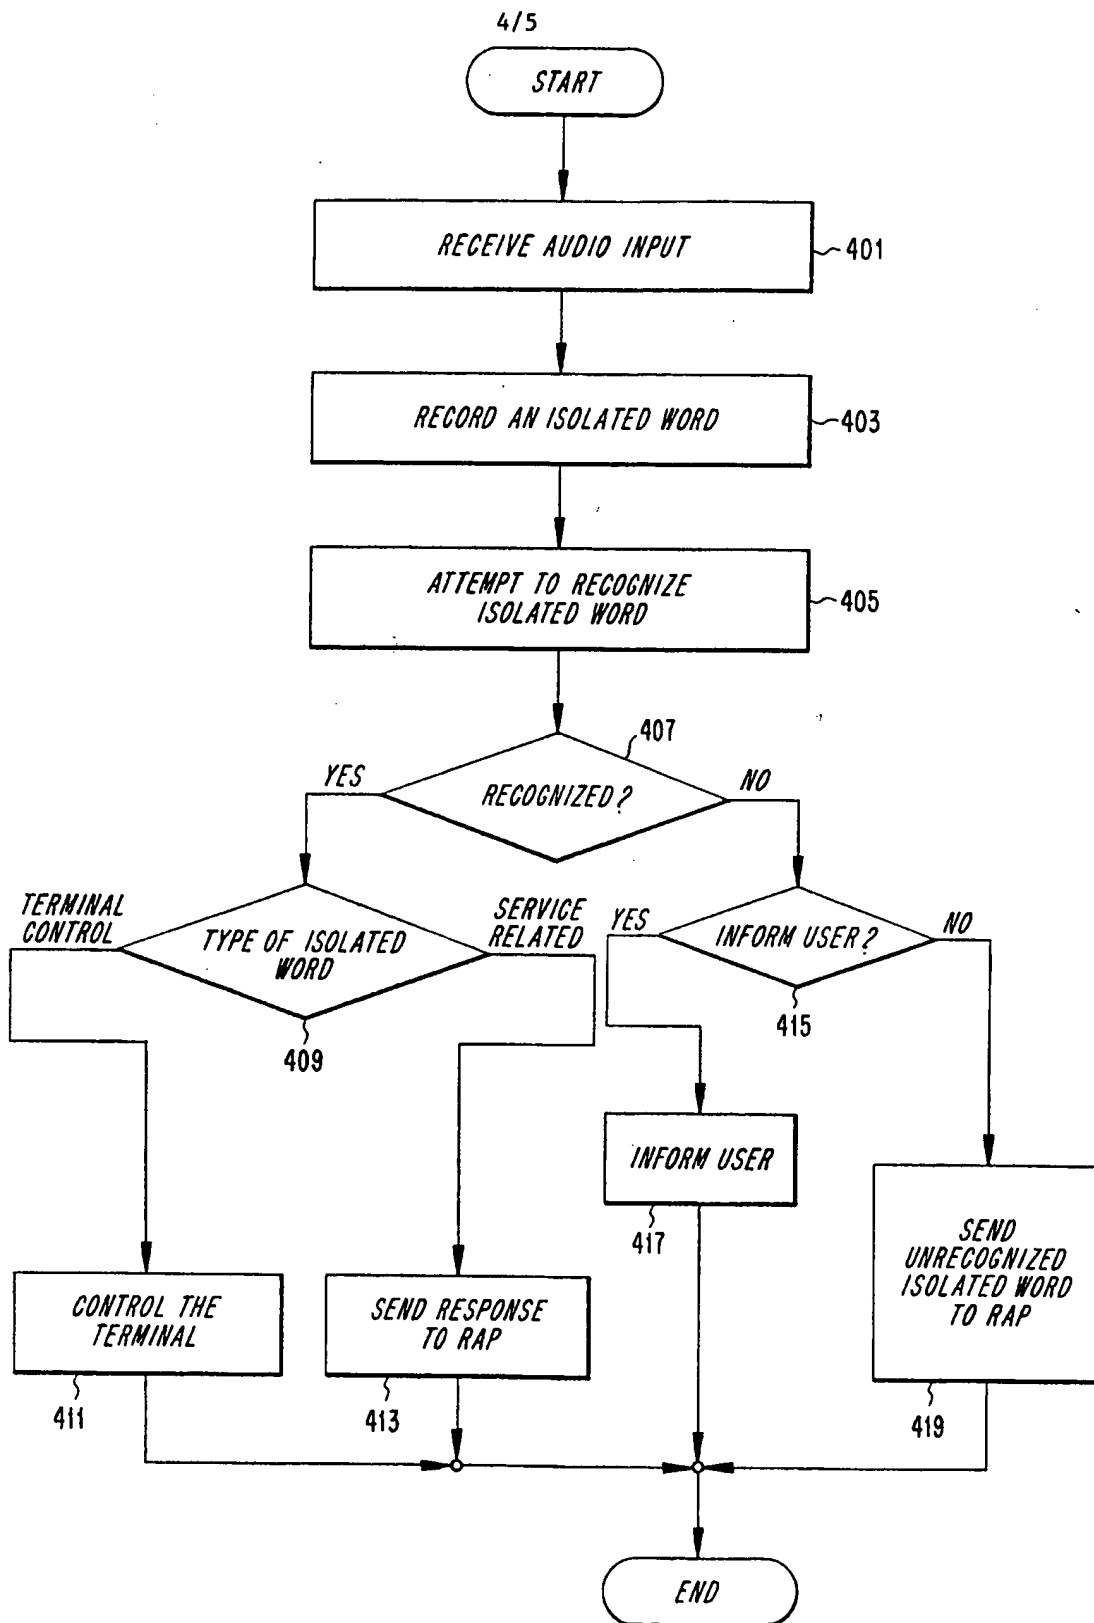 4/5
START
RECEIVE AUDIO INPUT
401
RECORD AN ISOLATED WORD
403
ATTEMPT TO RECOGNIZE
ISOLATED WORD
405
407
YES
RECOGNIZED?
NO
TERMINAL
CONTROL
TYPE OF ISOLATED
WORD
SERVICE
RELATED
409
YES
INFORM USER?
NO
415
INFORM USER
417
CONTROL THE
TERMINAL
411
SEND RESPONSE
TO RAP
413
SEND
UNRECOGNIZED
ISOLATED WORD
TO RAP
419
END